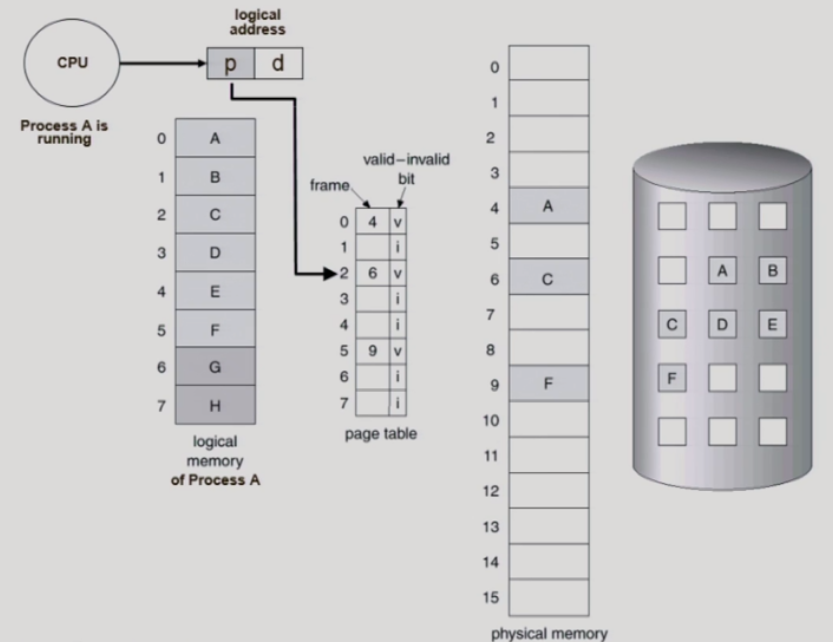 logical
address
CPU
p d
Process A is
running
0 A
1 B
2 C
3 D
4 E
5 F
6 G
7 H
logical
memory
of Process A
valid–invalid
bit
frame
0 4 v
1 i
2 6 v
3 i
4 i
5 9 v
6 i
7 i
page table
0
1
2
3
4 A
5
6 C
7
8
9 F
10
11
12
13
14
15
physical memory
A B
C D E
F